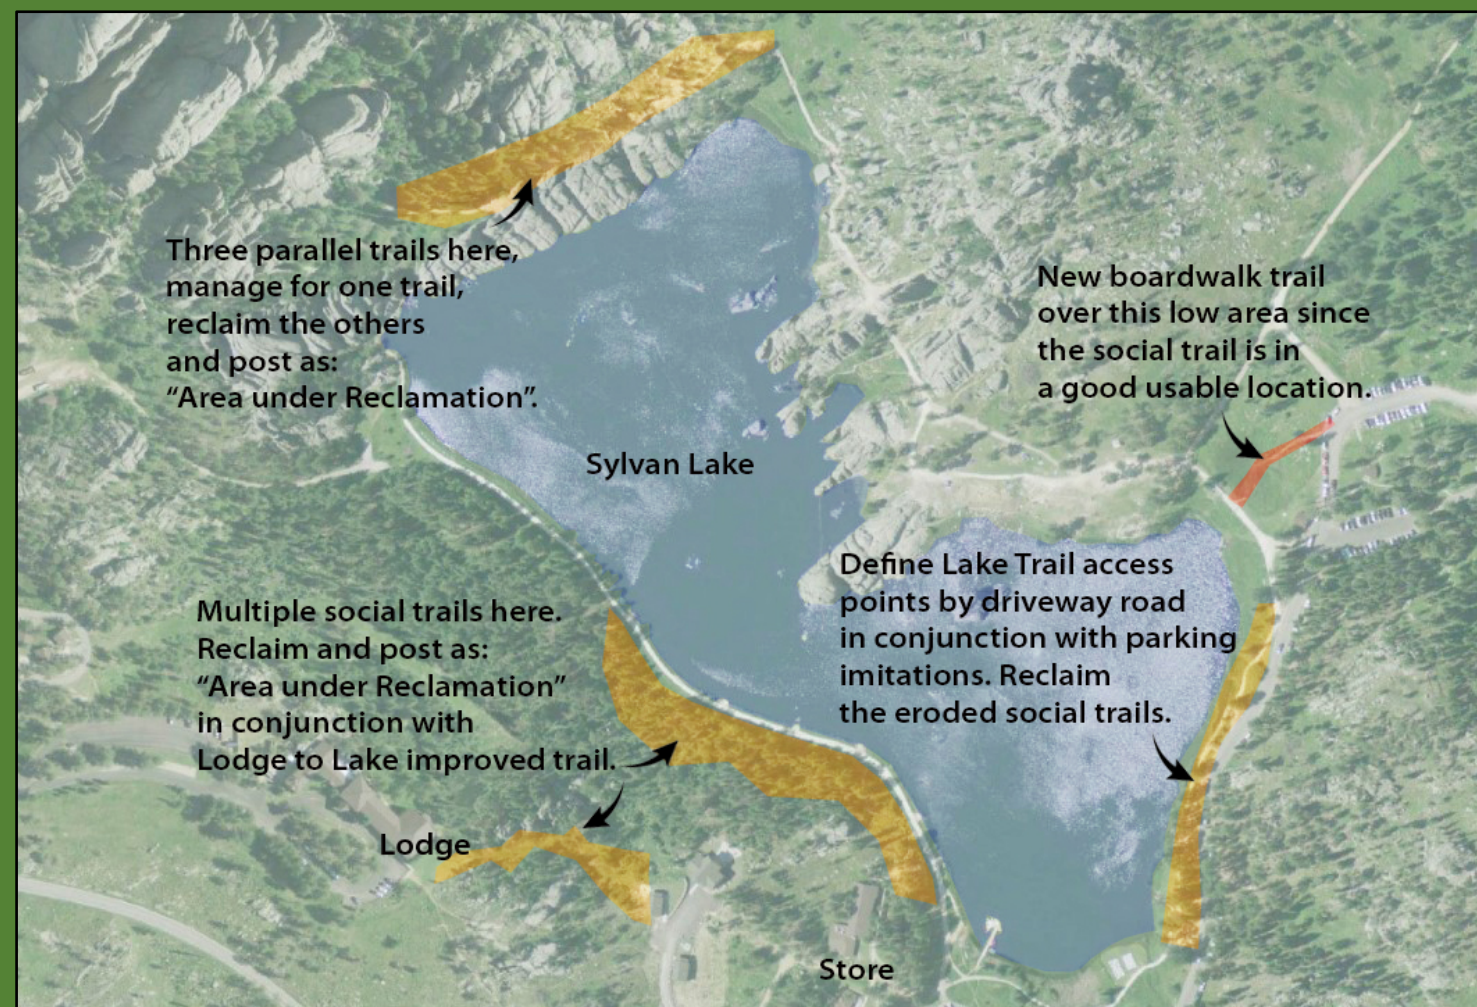 Three parallel trails here,
manage for one trail,
reclaim the others
and post as:
“Area under Reclamation”.
New boardwalk trail
over this low area since
the social trail is in
a good usable location.
Sylvan Lake
Define Lake Trail access
points by driveway road
in conjunction with parking
imitations. Reclaim
the eroded social trails.
Multiple social trails here.
Reclaim and post as:
“Area under Reclamation”
in conjunction with
Lodge to Lake improved trail.
Lodge
Store